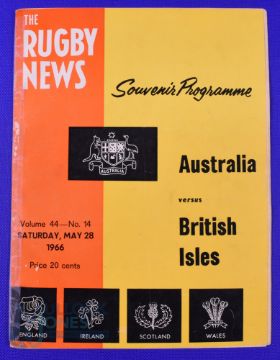 THE
RUGBY
NEWS
Souvenir Programme
AUSTRALIA
Australia
versus
British
Isles
Volume 44—No. 14
SATURDAY, MAY 28
1966
Price 20 cents
ENGLAND
IRELAND
SCOTLAND
WALES